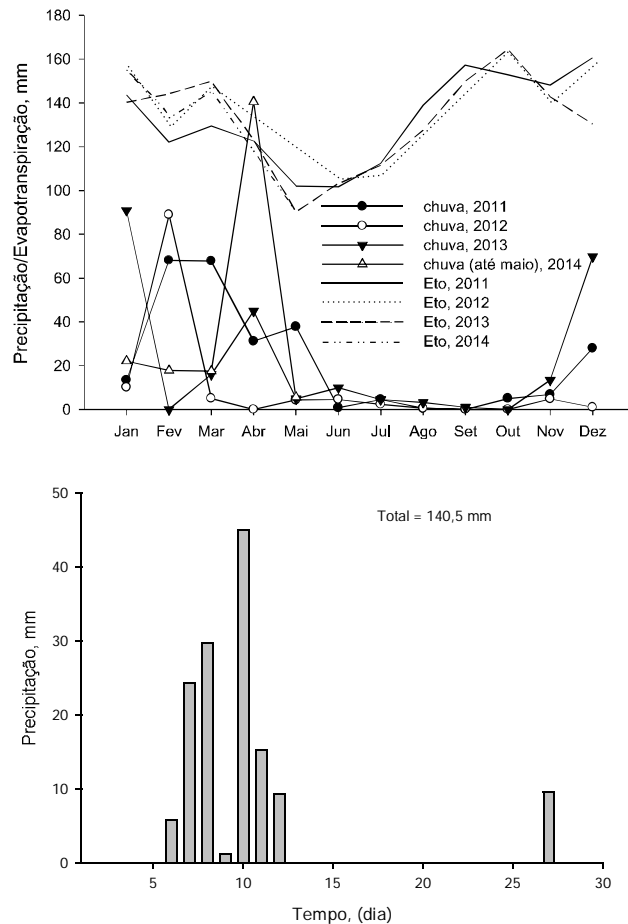 Precipitação/Evapotranspiração, mm
180
160
140
120
100
80
60
40
20
0
chuva, 2011
chuva, 2012
chuva, 2013
chuva (até maio), 2014
Eto, 2011
Eto, 2012
Eto, 2013
Eto, 2014
Jan Fev Mar Abr Mai Jun Jul Ago Set Out Nov Dez
Precipitação, mm
50
40
30
20
10
0
Total = 140,5 mm
5 10 15 20 25 30
Tempo, (dia)